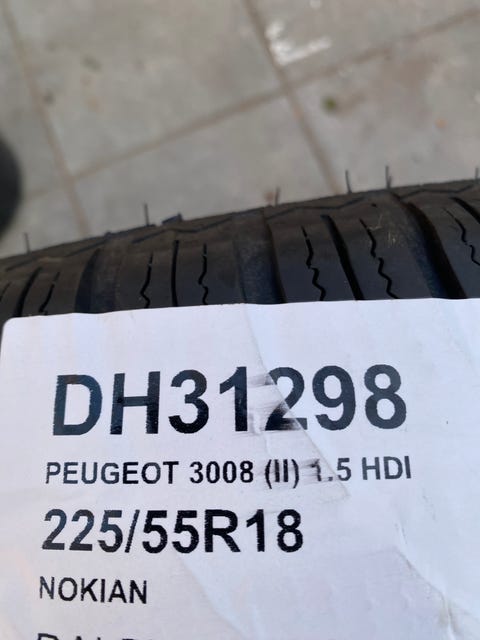 DH31298
PEUGEOT 3008 (II) 1.5 HDI
225/55R18
NOKIAN